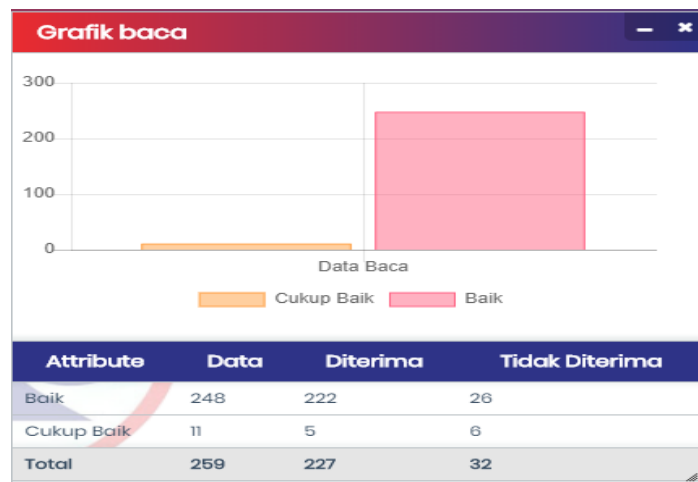 Grafik baca
300
200
100
0
Data Baca
Cukup Baik Baik
Attribute Data Diterima Tidak Diterima
Baik 248 222 26
Cukup Baik 11 5 6
Total 259 227 32